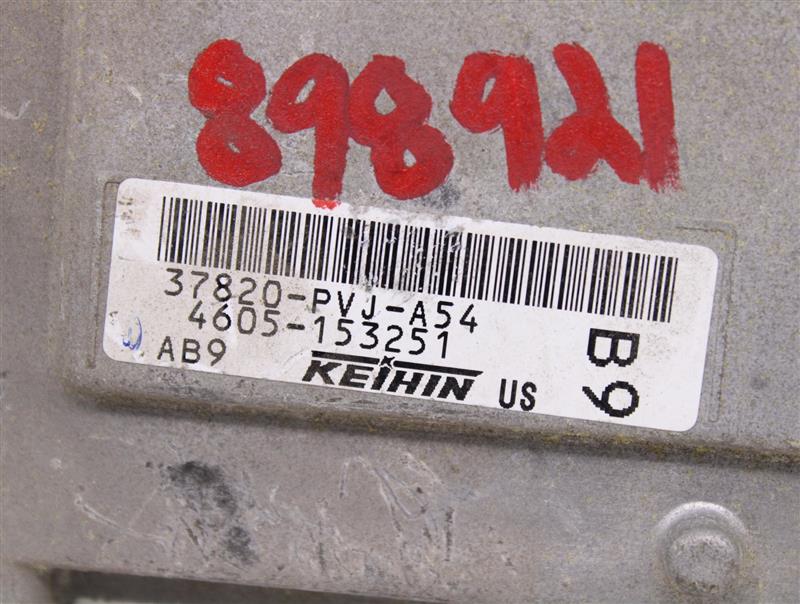 898921
37820-PVJ-A54
4605-153251
AB9
KEIHIN US
B9